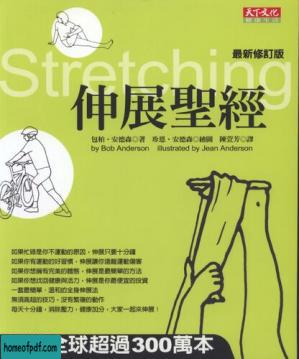 天下文化
Stretching
最新修訂版
伸展聖經
包柏・安德森 著 珍恩・安德森 繪圖 陳萱芳 譯
by Bob Anderson illustrated by Jean Anderson
如果忙碌是你不運動的原因，伸展只要十分鐘
如果你有運動的好習慣，伸展讓你遠離運動傷害
如果你想擁有完美的體態，伸展是最簡單的方法
如果你想找回健康與活力，伸展是你最便宜的投資
一套最簡單、溫和的全身伸展法
無須高超的技巧，沒有繁複的動作
每天十分鐘，消除壓力，健康加分，大家一起來伸展！
全球超過300萬本
homeofpdf.com